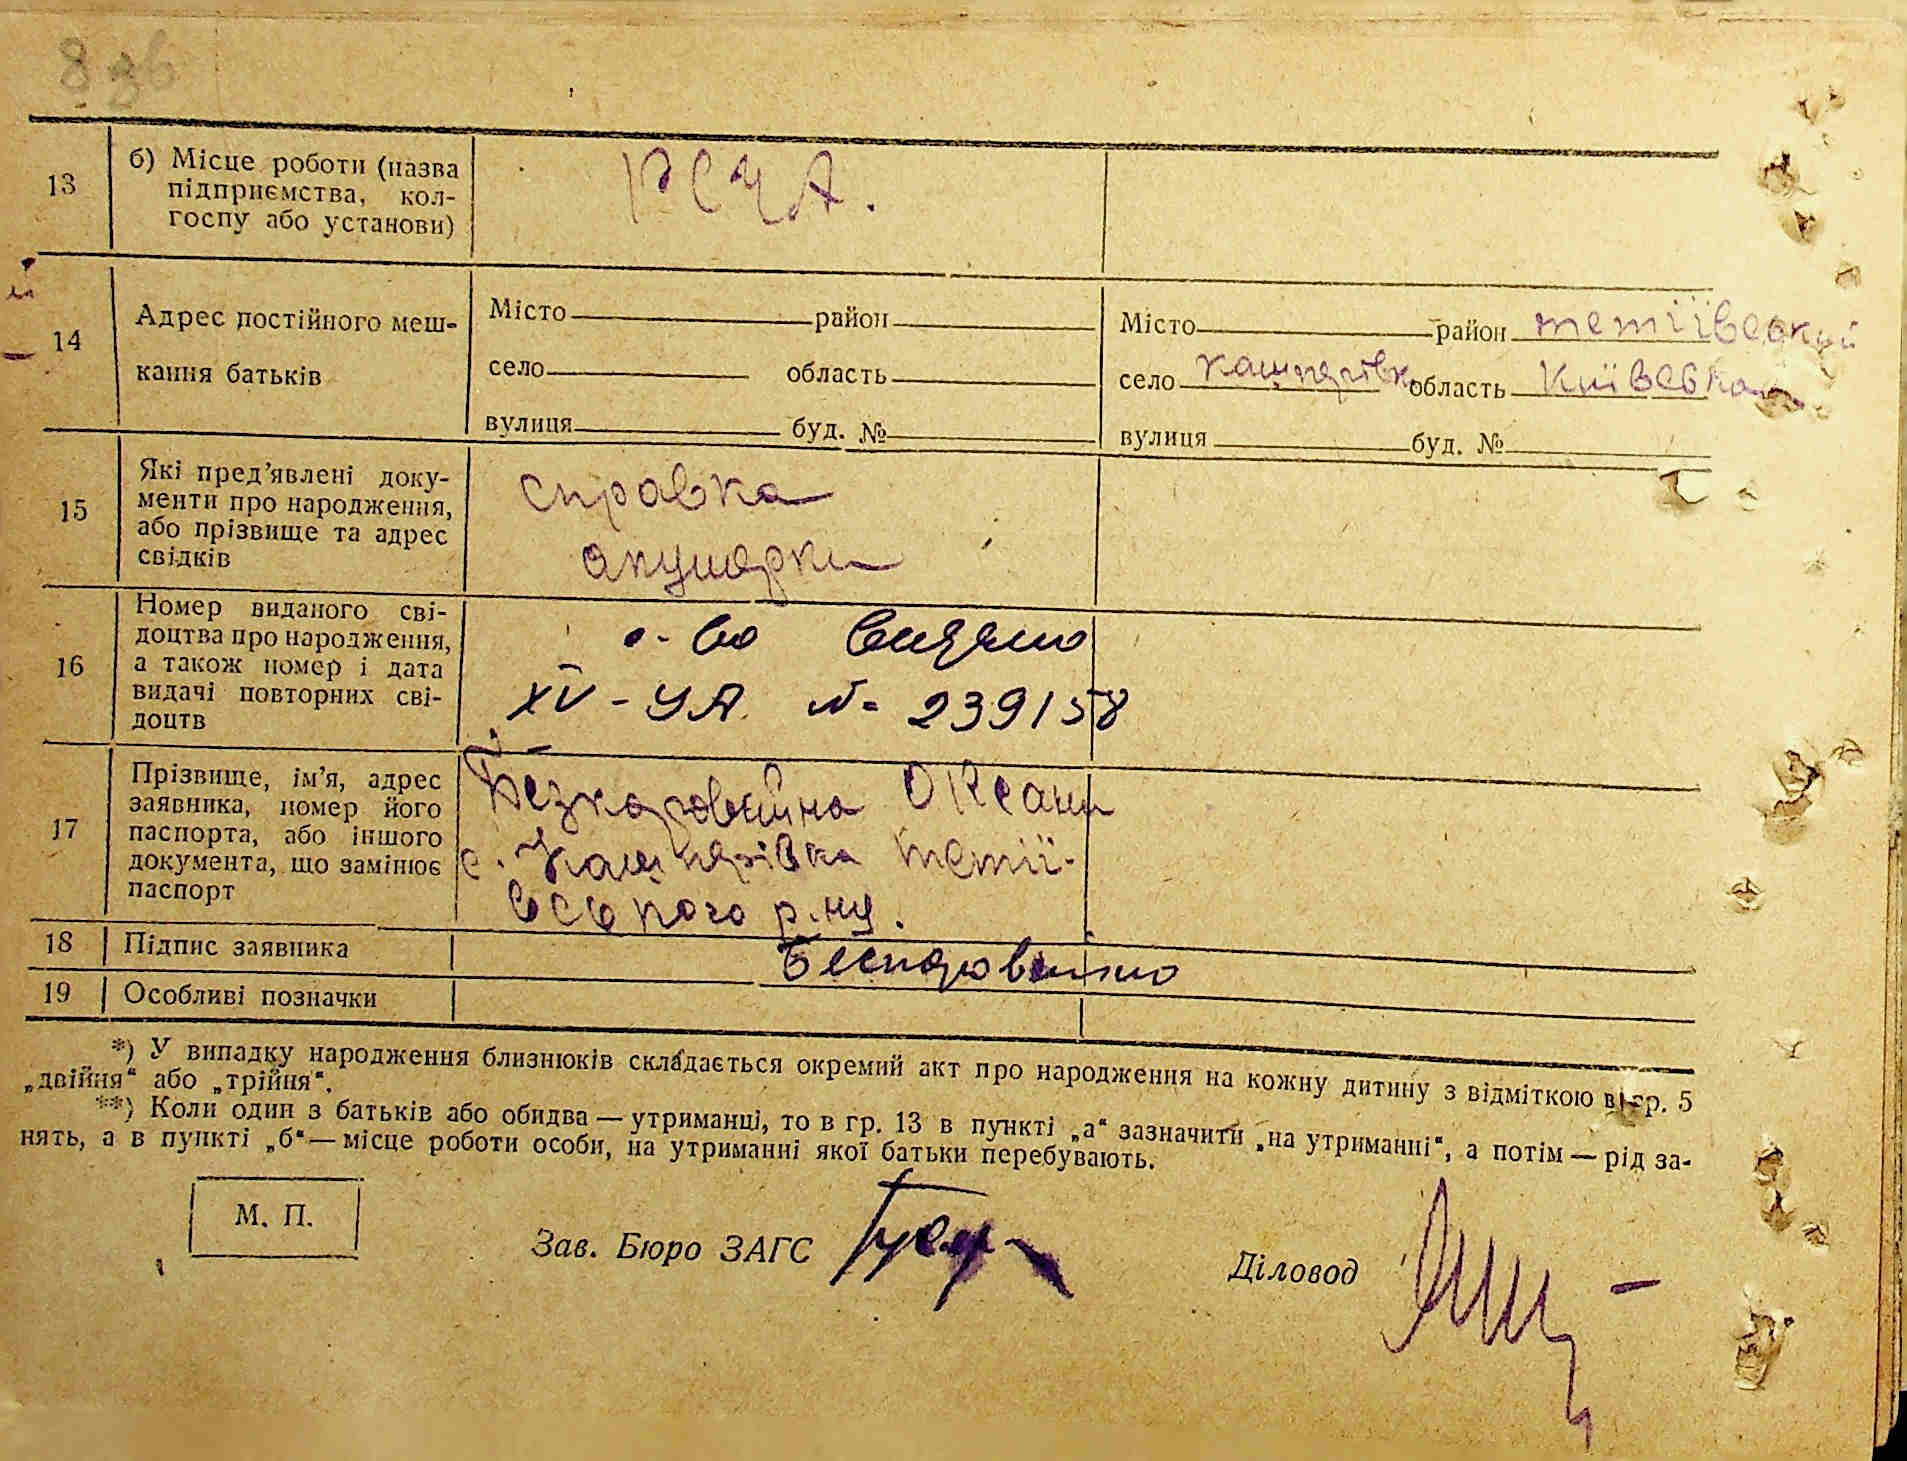 13 б) Місце роботи (назва
підприємства, кол-
госпу або установи)
РСЧА.
14 Адрес постійного меш-
кання батьків
Місто район
село область
вулиця буд. №
Місто район тетіївський
село кашперівка область Київська
вулиця буд. №
15 Які пред'явлені доку-
менти про народження,
або прізвище та адрес
свідків
справка
акушерки
16 Номер виданого сві-
доцтва про народження,
а також номер і дата
видачі повторних сві-
доцтв
с-во видано
XV-УА № 239158
17 Прізвище, ім'я, адрес
заявника, номер його
паспорта, або іншого
документа, що замінює
паспорт
с. Кашперівка тетії-
вського р-ну.
18 Підпис заявника
19 Особливі позначки
*) У випадку народження близнюків складається окремий акт про народження на кожну дитину з відміткою в гр. 5
„двійня“ або „трійня“.
**) Коли один з батьків або обидва — утриманці, то в гр. 13 в пункті „а“ зазначити „на утриманні“, а потім — рід за-
нять, а в пункті „б“ — місце роботи особи, на утриманні якої батьки перебувають.
М. П.
Зав. Бюро ЗАГС
Діловод